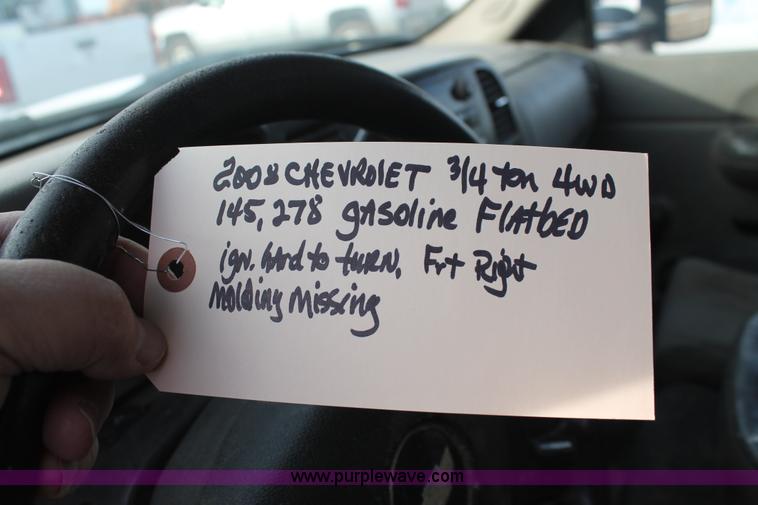 2008 CHEVROLET 3/4 ton 4WD
145,278 gasoline FLATbED
ign. hard to turn, Frt Right
Molding Missing
www.purplewave.com